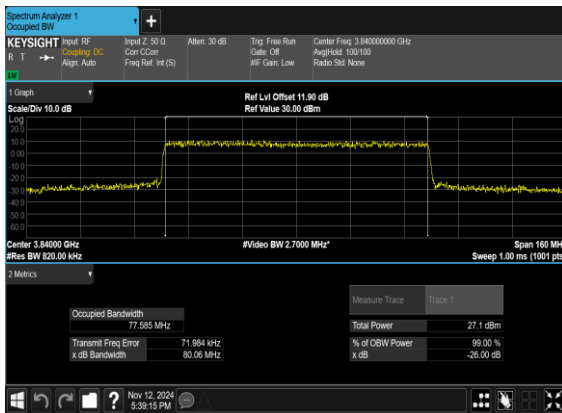 Spectrum Analyzer 1
Occupied BW
KEYSIGHT
R T
LXI
Input: RF
Coupling: DC
Align: Auto
Input Z: 50 Ω
Corr CCorr
Freq Ref: Int (S)
Atten: 30 dB
Trig: Free Run
Gate: Off
#IF Gain: Low
Center Freq: 3.840000000 GHz
Avg|Hold: 100/100
Radio Std: None
1 Graph
Scale/Div 10.0 dB
Ref Lvl Offset 11.90 dB
Ref Value 30.00 dBm
Log
20.0
10.0
0.00
-10.0
-20.0
-30.0
-40.0
-50.0
-60.0
Center 3.84000 GHz
#Res BW 820.00 kHz
#Video BW 2.7000 MHz*
Span 160 MH
Sweep 1.00 ms (1001 pts
2 Metrics
Measure Trace Trace 1
Occupied Bandwidth
77.585 MHz
Total Power 27.1 dBm
Transmit Freq Error 71.984 kHz
% of OBW Power 99.00 %
x dB Bandwidth 80.06 MHz
x dB -26.00 dB
?
Nov 12, 2024
5:39:15 PM